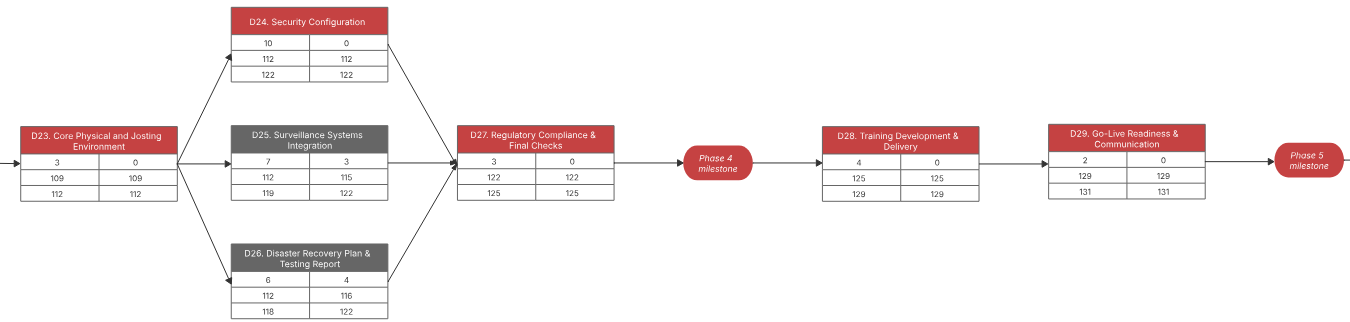 D23. Core Physical and Josting
Environment
3 0
109 109
112 112
D24. Security Configuration
10 0
112 112
122 122
D25. Surveillance Systems
Integration
7 3
112 115
119 122
D26. Disaster Recovery Plan &
Testing Report
6 4
112 116
118 122
D27. Regulatory Compliance &
Final Checks
3 0
122 122
125 125
Phase 4
milestone
D28. Training Development &
Delivery
4 0
125 125
129 129
D29. Go-Live Readiness &
Communication
2 0
129 129
131 131
Phase 5
milestone